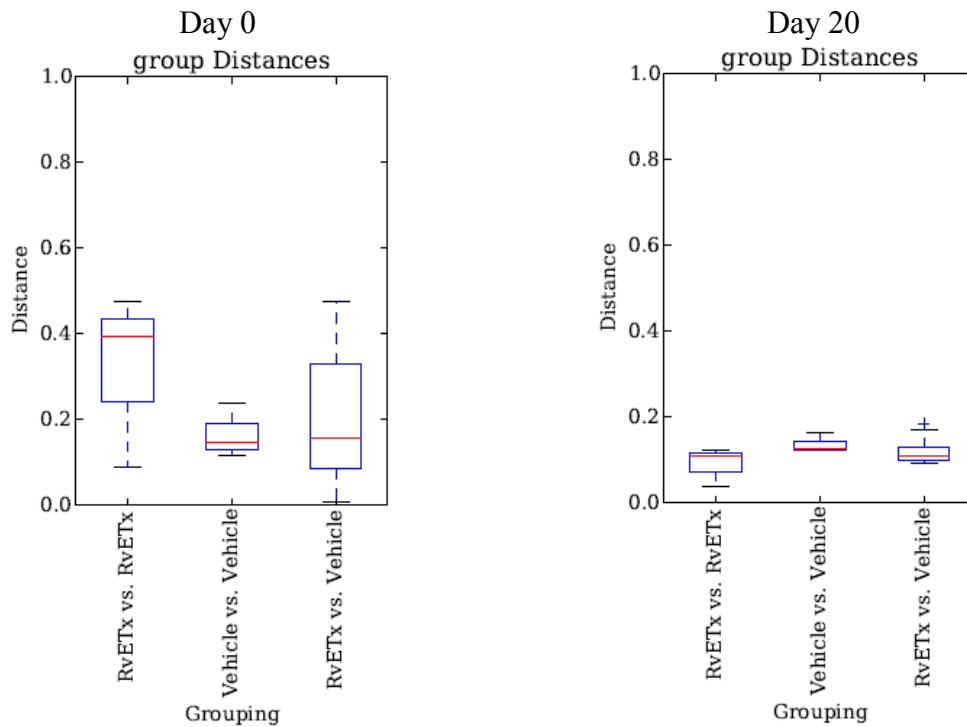 Day 0
group Distances
1.0
0.8
0.6
0.4
0.2
0.0
Distance
RvETx vs. RvETx
Vehicle vs. Vehicle
RvETx vs. Vehicle
Grouping
Day 20
group Distances
1.0
0.8
0.6
0.4
0.2
0.0
Distance
RvETx vs. RvETx
Vehicle vs. Vehicle
RvETx vs. Vehicle
Grouping